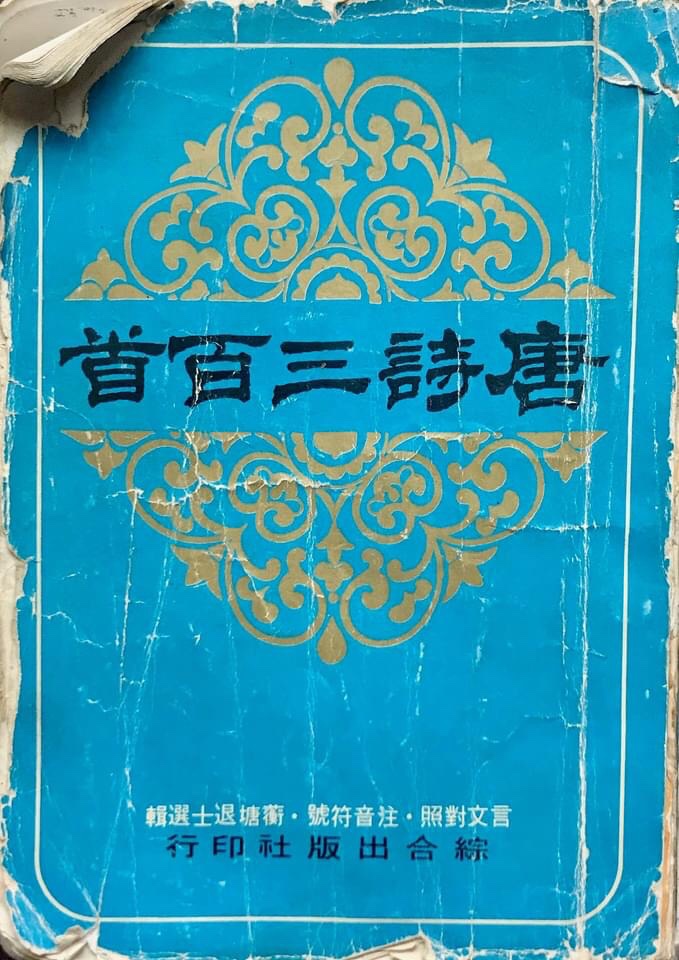 唐詩三百首
言文對照・注音符號・蘅塘退士選輯
綜合出版社印行